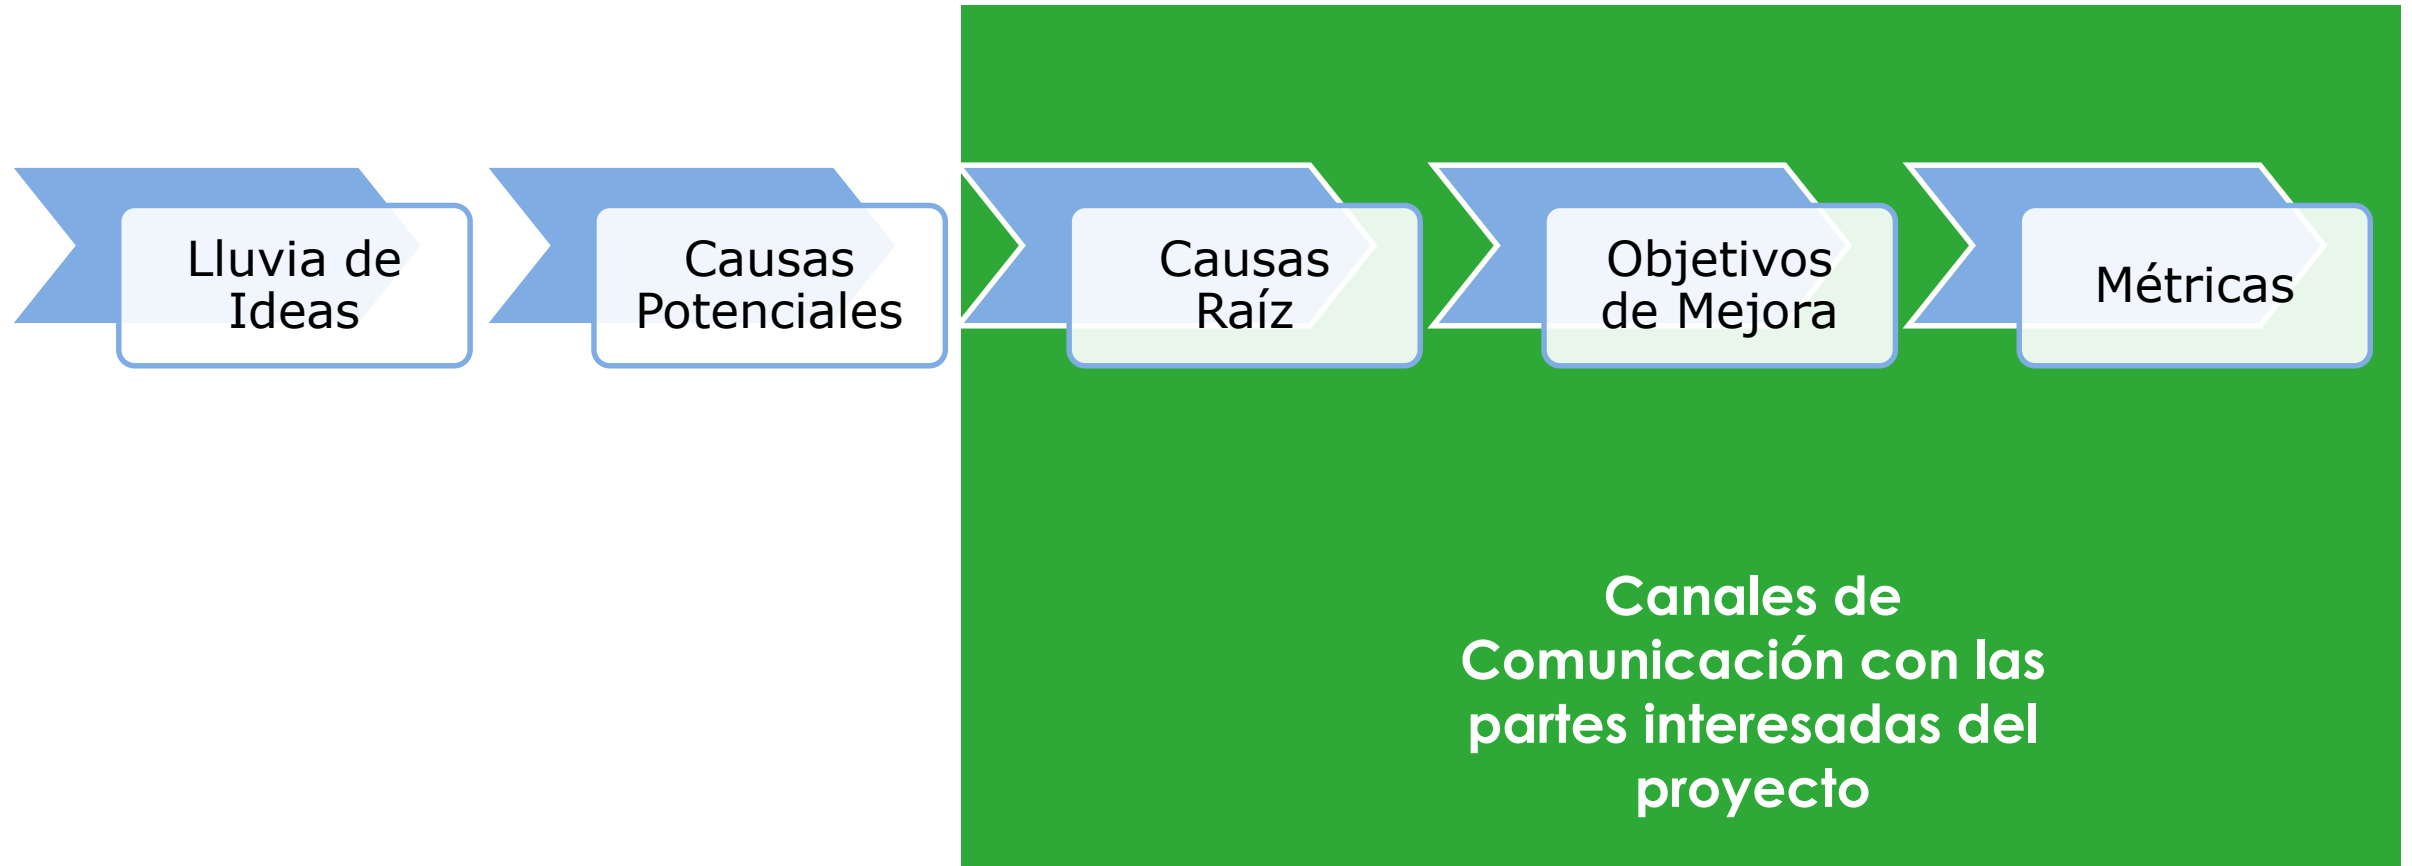 Lluvia de
Ideas
Causas
Potenciales
Causas
Raíz
Objetivos
de Mejora
Métricas
Canales de
Comunicación con las
partes interesadas del
proyecto